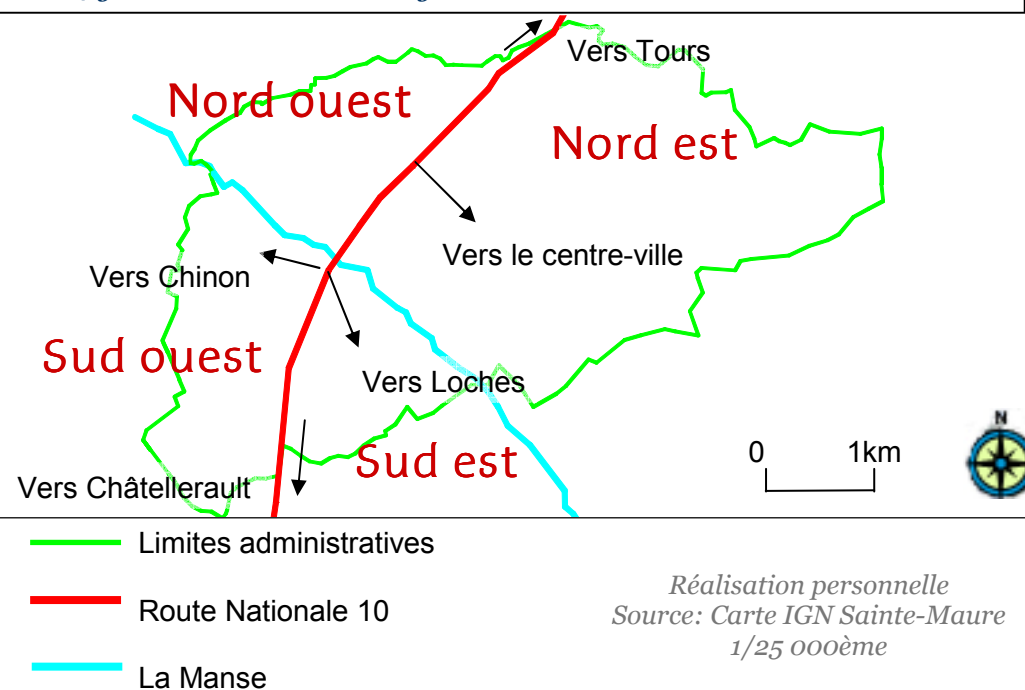 Vers Tours
Nord ouest
Nord est
Vers le centre-ville
Vers Chinon
Sud ouest
Vers Loches
Sud est
N
0 1km
Vers Châtellerault
Limites administratives
Route Nationale 10
La Manse
Réalisation personnelle
Source: Carte IGN Sainte-Maure
1/25 000ème